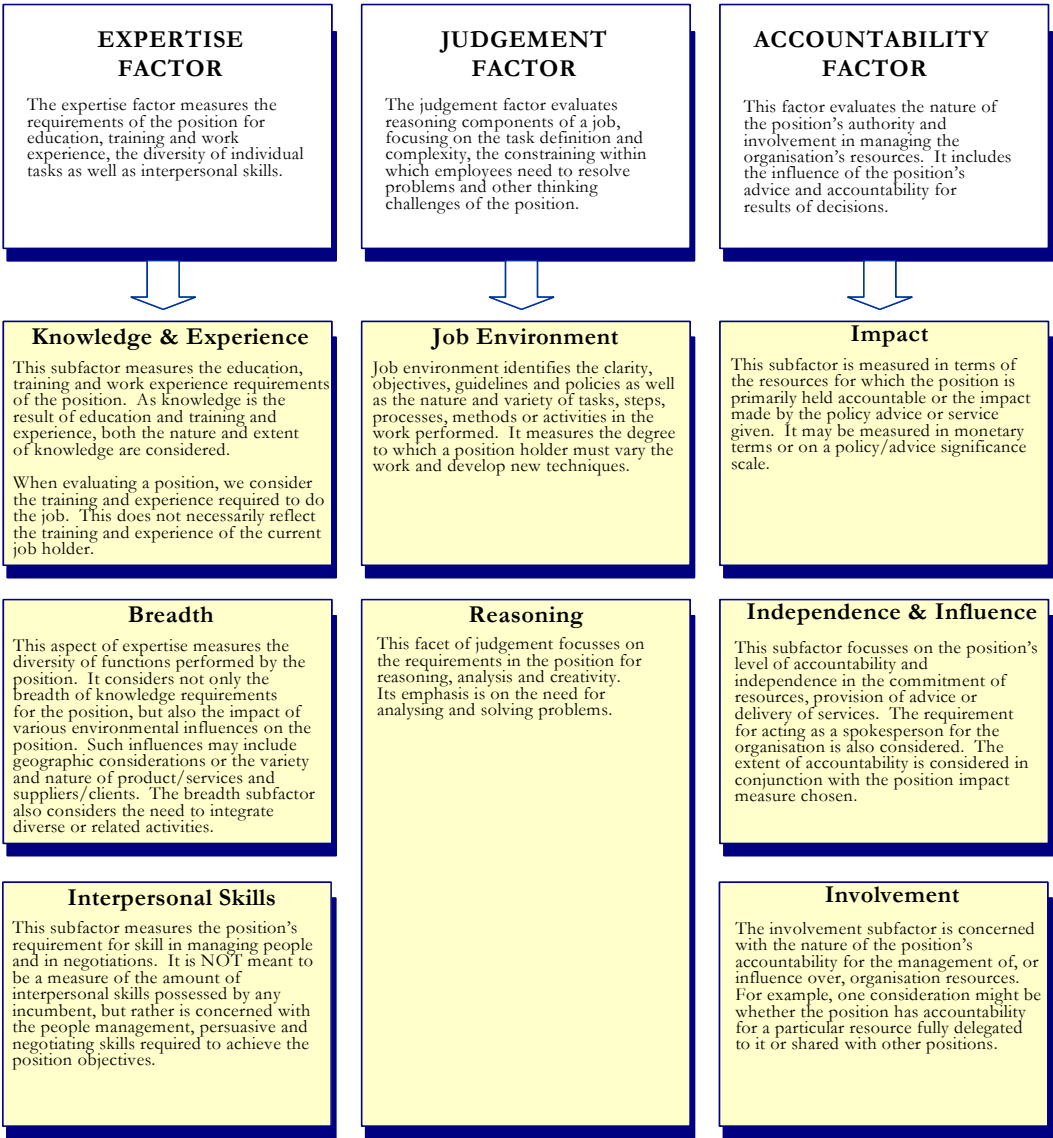 EXPERTISE
FACTOR
The expertise factor measures the
requirements of the position for
education, training and work
experience, the diversity of individual
tasks as well as interpersonal skills.
JUDGEMENT
FACTOR
The judgement factor evaluates
reasoning components of a job,
focusing on the task definition and
complexity, the constraining within
which employees need to resolve
problems and other thinking
challenges of the position.
ACCOUNTABILITY
FACTOR
This factor evaluates the nature of
the position's authority and
involvement in managing the
organisation's resources. It includes
the influence of the position's
advice and accountability for
results of decisions.
Knowledge & Experience
This subfactor measures the education,
training and work experience requirements
of the position. As knowledge is the
result of education and training and
experience, both the nature and extent
of knowledge are considered.
When evaluating a position, we consider
the training and experience required to do
the job. This does not necessarily reflect
the training and experience of the current
job holder.
Job Environment
Job environment identifies the clarity,
objectives, guidelines and policies as well
as the nature and variety of tasks, steps,
processes, methods or activities in the
work performed. It measures the degree
to which a position holder must vary the
work and develop new techniques.
Impact
This subfactor is measured in terms of
the resources for which the position is
primarily held accountable or the impact
made by the policy advice or service
given. It may be measured in monetary
terms or on a policy/advice significance
scale.
Breadth
This aspect of expertise measures the
diversity of functions performed by the
position. It considers not only the
breadth of knowledge requirements
for the position, but also the impact of
various environmental influences on the
position. Such influences may include
geographic considerations or the variety
and nature of product/services and
suppliers/clients. The breadth subfactor
also considers the need to integrate
diverse or related activities.
Reasoning
This facet of judgement focusses on
the requirements in the position for
reasoning, analysis and creativity.
Its emphasis is on the need for
analysing and solving problems.
Independence & Influence
This subfactor focusses on the position's
level of accountability and
independence in the commitment of
resources, provision of advice or
delivery of services. The requirement
for acting as a spokesperson for the
organisation is also considered. The
extent of accountability is considered in
conjunction with the position impact
measure chosen.
Interpersonal Skills
This subfactor measures the position's
requirement for skill in managing people
and in negotiations. It is NOT meant to
be a measure of the amount of
interpersonal skills possessed by any
incumbent, but rather is concerned with
the people management, persuasive and
negotiating skills required to achieve the
position objectives.
Involvement
The involvement subfactor is concerned
with the nature of the position's
accountability for the management of, or
influence over, organisation resources.
For example, one consideration might be
whether the position has accountability
for a particular resource fully delegated
to it or shared with other positions.